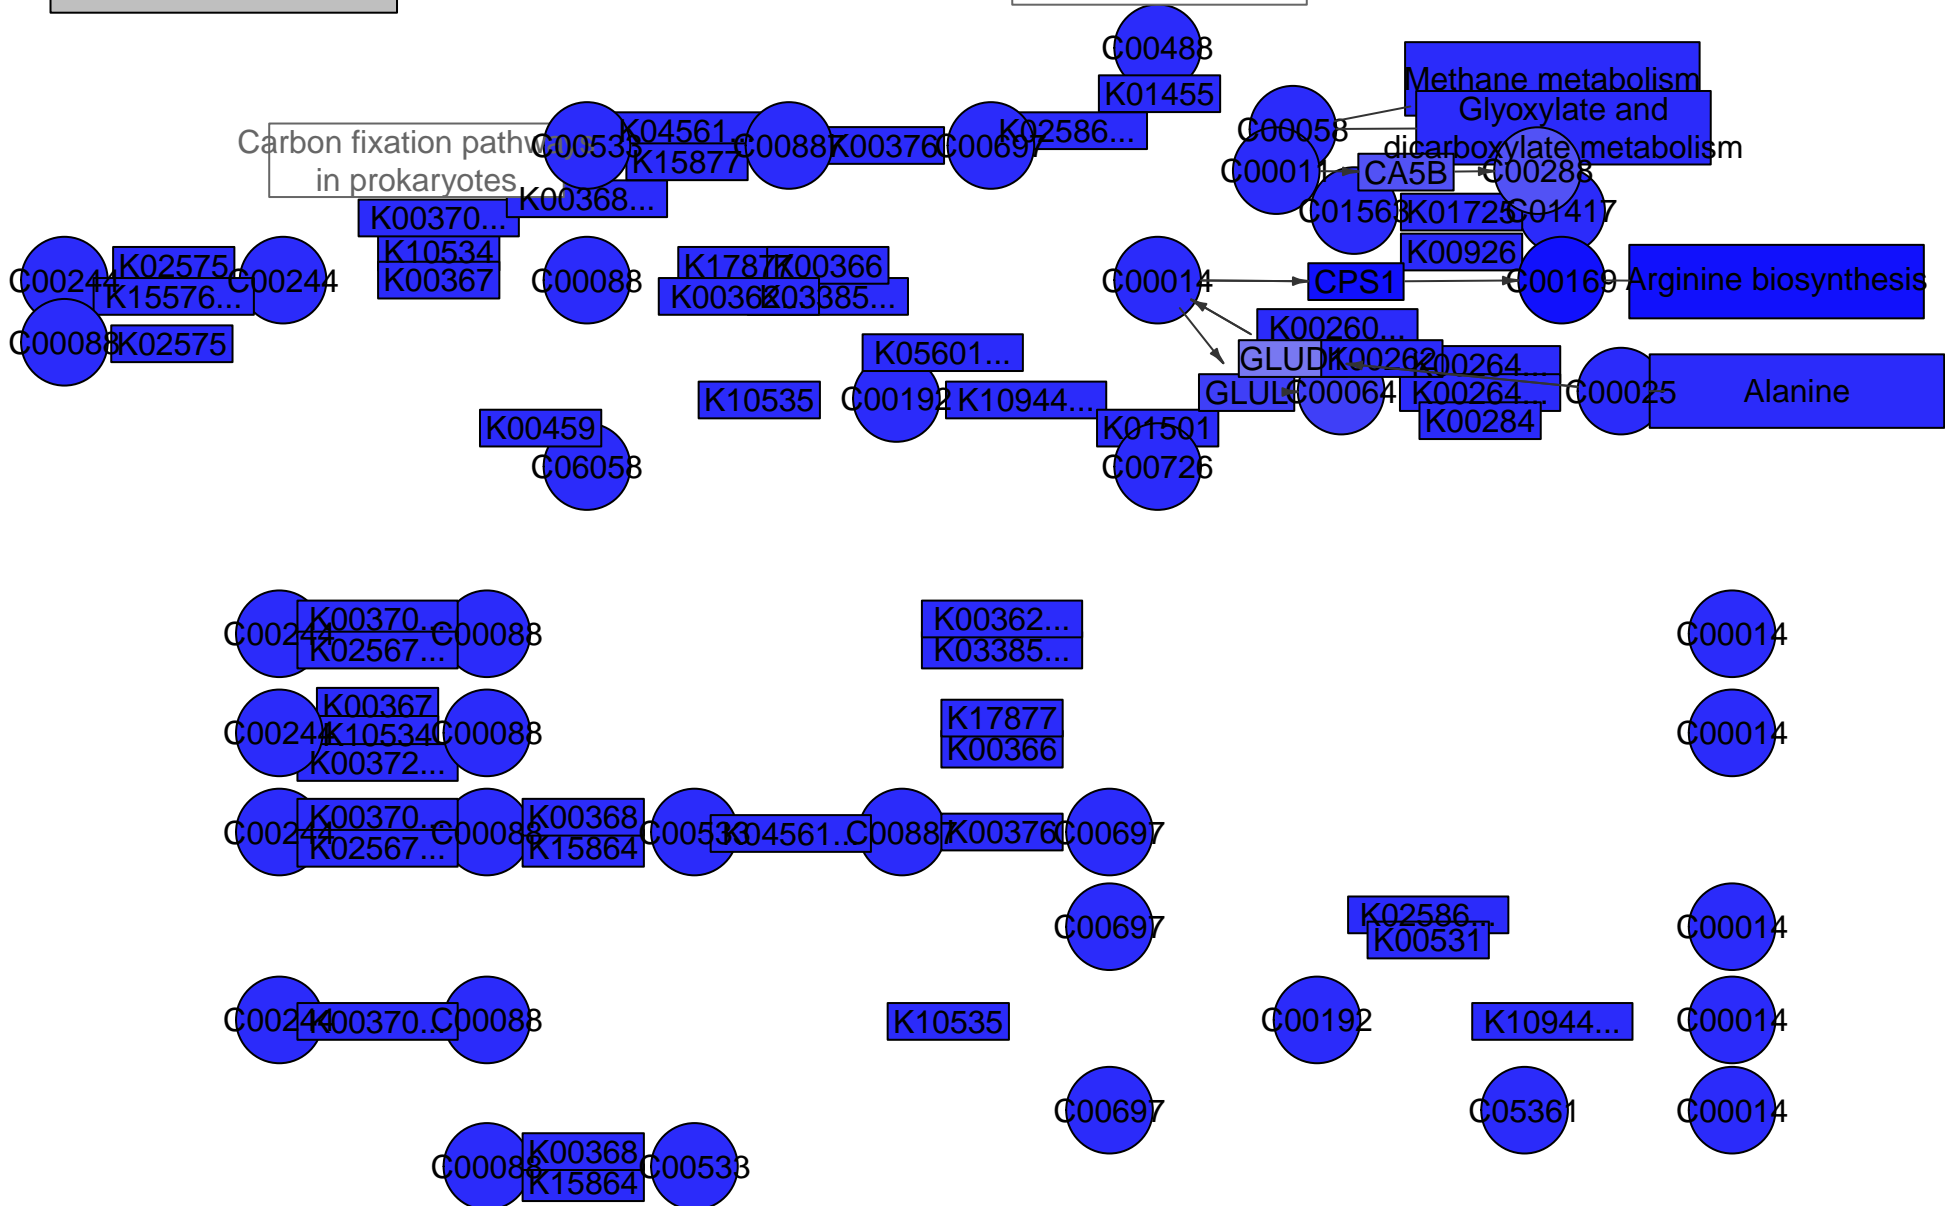 C00488
K01455
Methane metabolism
Glyoxylate and
dicarboxylate metabolism
C00058
Carbon fixation pathways
in prokaryotes
C00533
K04561...
K15877
C00887
K00376
C00697
K02586...
C00011
CA5B
C00288
K00368...
K00370...
K10534
K00367
C01563
K01725
C01417
K00926
C00244
K02575
K15576...
C00244
C00088
K17877
K00366
K00362...
K03385...
C00014
CPS1
C00169
Arginine biosynthesis
C00088
K02575
K05601...
K00260...
GLUD1
K00262
K00264...
K10535
C00192
K10944...
GLUL
C00064
K00264...
C00025
Alanine
K00459
K01501
K00284
C06058
C00726
C00244
K00370...
K02567...
C00088
K00362...
K03385...
C00014
C00244
K00367
K10534
K00372...
C00088
K17877
K00366
C00014
C00244
K00370...
K02567...
C00088
K00368
K15864
C00533
K04561...
C00887
K00376
C00697
C00697
K02586...
K00531
C00014
C00244
K00370...
C00088
K10535
C00192
K10944...
C00014
C00697
C05361
C00014
C00088
K00368
K15864
C00533